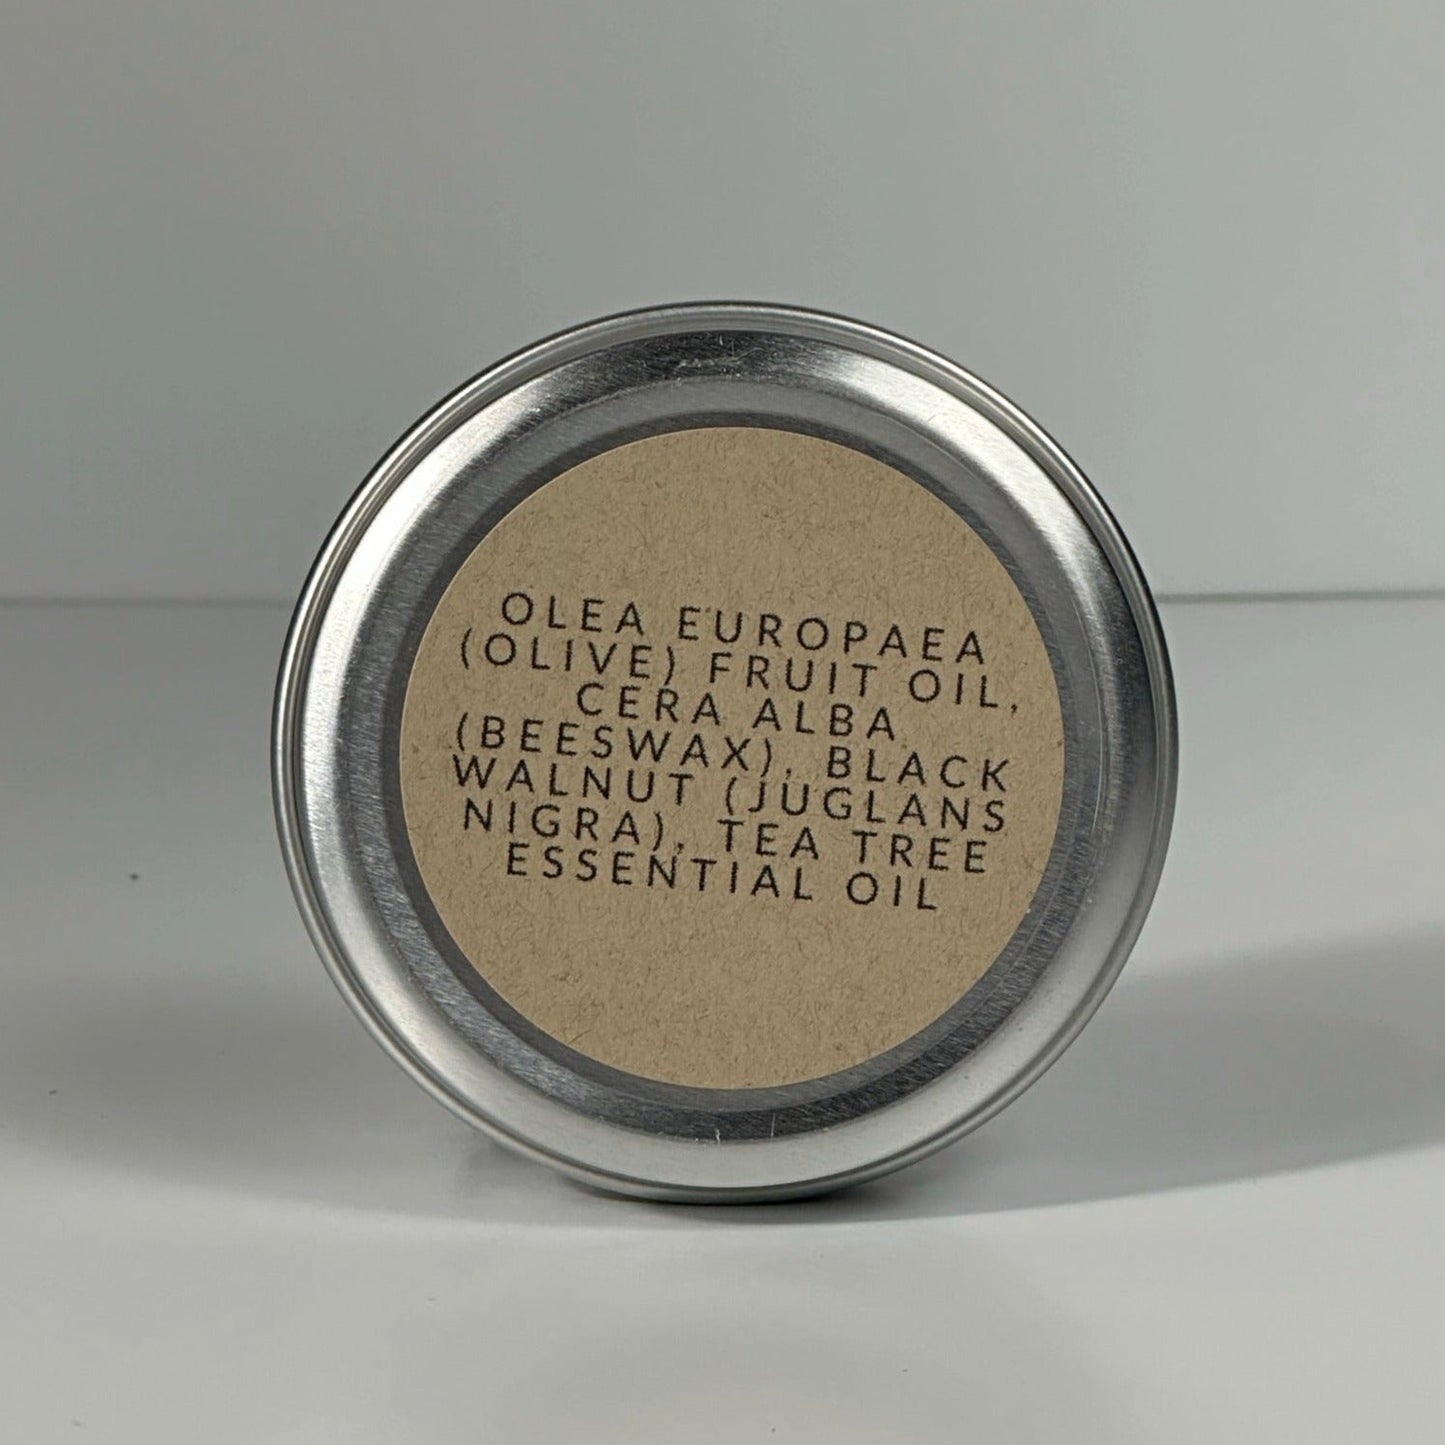 OLEA EUROPAEA
(OLIVE) FRUIT OIL,
CERA ALBA
(BEESWAX), BLACK
WALNUT (JUGLANS
NIGRA), TEA TREE
ESSENTIAL OIL